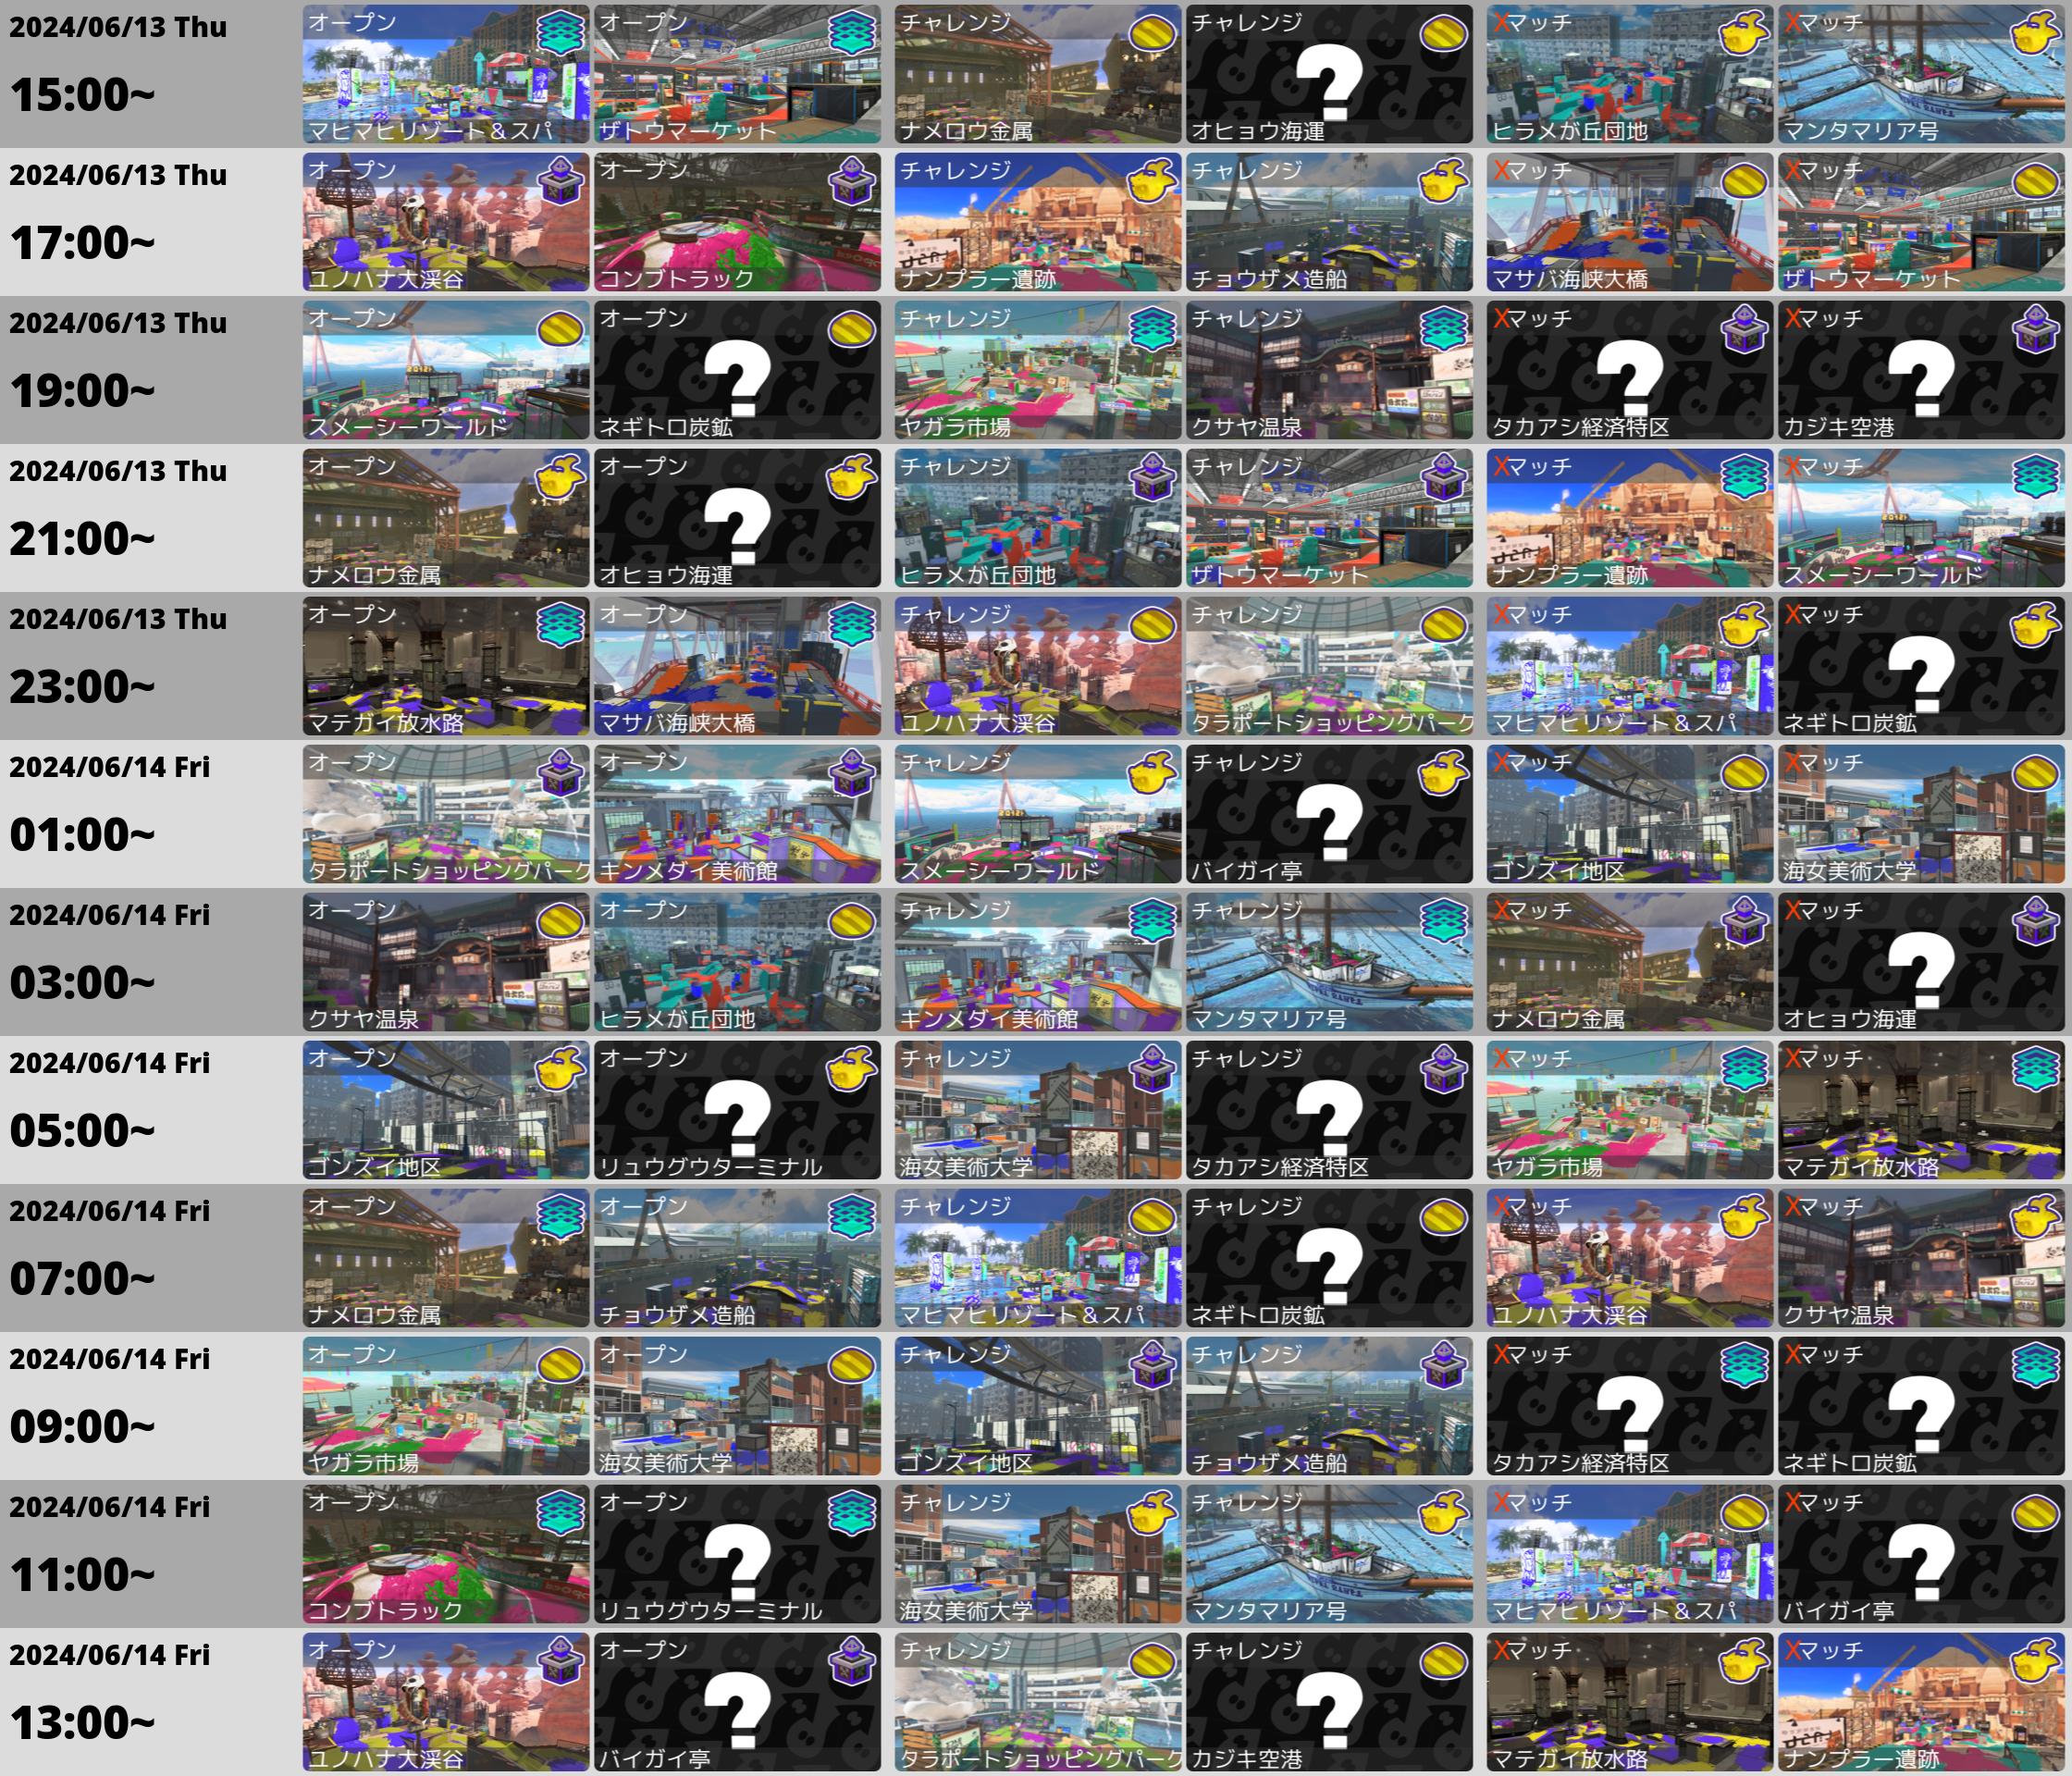 2024/06/13 Thu
15:00~
オープン
マヒマヒリゾート＆スパ
オープン
ザトウマーケット
チャレンジ
ナメロウ金属
チャレンジ
オヒョウ海運
Xマッチ
ヒラメが丘団地
Xマッチ
マンタマリア号
2024/06/13 Thu
17:00~
オープン
ユノハナ大渓谷
オープン
コンブトラック
チャレンジ
ナンプラー遺跡
チャレンジ
チョウザメ造船
Xマッチ
マサバ海峡大橋
Xマッチ
ザトウマーケット
2024/06/13 Thu
19:00~
オープン
スメーシーワールド
オープン
ネギトロ炭鉱
チャレンジ
ヤガラ市場
チャレンジ
クサヤ温泉
Xマッチ
タカアシ経済特区
Xマッチ
カジキ空港
2024/06/13 Thu
21:00~
オープン
ナメロウ金属
オープン
オヒョウ海運
チャレンジ
ヒラメが丘団地
チャレンジ
ザトウマーケット
Xマッチ
ナンプラー遺跡
Xマッチ
スメーシーワールド
2024/06/13 Thu
23:00~
オープン
マテガイ放水路
オープン
マサバ海峡大橋
チャレンジ
ユノハナ大渓谷
チャレンジ
タラポートショッピングパーク
Xマッチ
マヒマヒリゾート＆スパ
Xマッチ
ネギトロ炭鉱
2024/06/14 Fri
01:00~
オープン
タラポートショッピングパーク
オープン
キンメダイ美術館
チャレンジ
スメーシーワールド
チャレンジ
バイガイ亭
Xマッチ
ゴンズイ地区
Xマッチ
海女美術大学
2024/06/14 Fri
03:00~
オープン
クサヤ温泉
オープン
ヒラメが丘団地
チャレンジ
キンメダイ美術館
チャレンジ
マンタマリア号
Xマッチ
ナメロウ金属
Xマッチ
オヒョウ海運
2024/06/14 Fri
05:00~
オープン
ゴンズイ地区
オープン
リュウグウターミナル
チャレンジ
海女美術大学
チャレンジ
タカアシ経済特区
Xマッチ
ヤガラ市場
Xマッチ
マテガイ放水路
2024/06/14 Fri
07:00~
オープン
ナメロウ金属
オープン
チョウザメ造船
チャレンジ
マヒマヒリゾート＆スパ
チャレンジ
ネギトロ炭鉱
Xマッチ
ユノハナ大渓谷
Xマッチ
クサヤ温泉
2024/06/14 Fri
09:00~
オープン
ヤガラ市場
オープン
海女美術大学
チャレンジ
ゴンズイ地区
チャレンジ
チョウザメ造船
Xマッチ
タカアシ経済特区
Xマッチ
ネギトロ炭鉱
2024/06/14 Fri
11:00~
オープン
コンブトラック
オープン
リュウグウターミナル
チャレンジ
海女美術大学
チャレンジ
マンタマリア号
Xマッチ
マヒマヒリゾート＆スパ
Xマッチ
バイガイ亭
2024/06/14 Fri
13:00~
オープン
ユノハナ大渓谷
オープン
バイガイ亭
チャレンジ
タラポートショッピングパーク
チャレンジ
カジキ空港
Xマッチ
マテガイ放水路
Xマッチ
ナンプラー遺跡